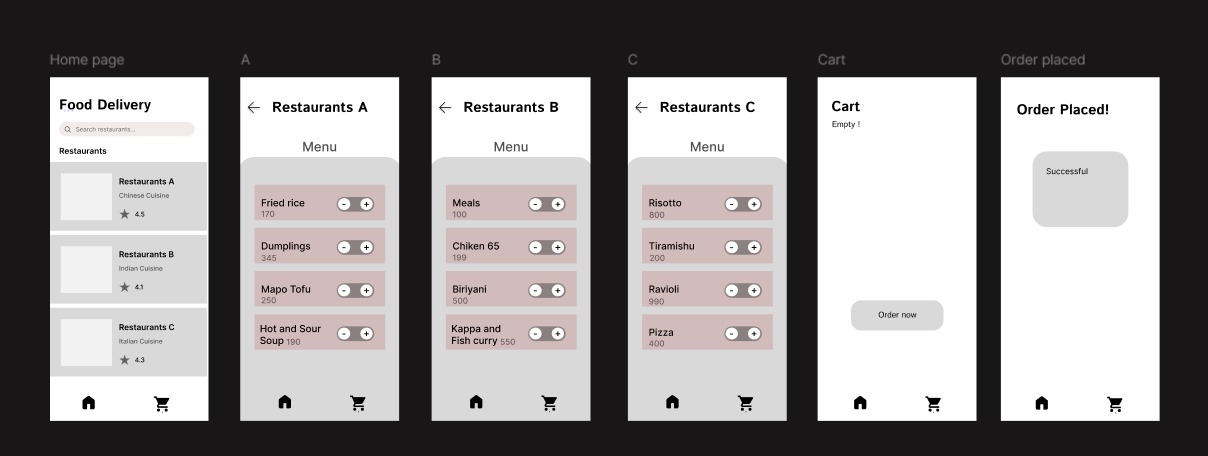 Home page
Food Delivery
Search restaurants...
Restaurants
Restaurants A
Chinese Cuisine
4.5
Restaurants B
Indian Cuisine
4.1
Restaurants C
Italian Cuisine
4.3
A
Restaurants A
Menu
Fried rice
170
- +
Dumplings
345
- +
Mapo Tofu
250
- +
Hot and Sour
Soup 190
- +
B
Restaurants B
Menu
Meals
100
- +
Chiken 65
199
- +
Biriyani
500
- +
Kappa and
Fish curry 550
- +
C
Restaurants C
Menu
Risotto
800
- +
Tiramishu
200
- +
Ravioli
990
- +
Pizza
400
- +
Cart
Cart
Empty !
Order now
Order placed
Order Placed!
Successful